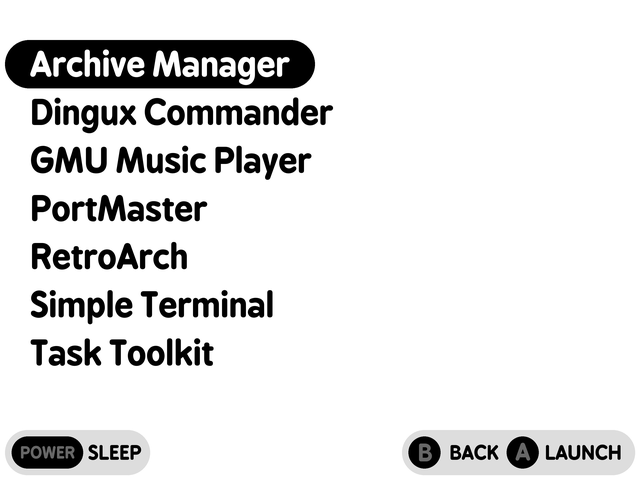 Archive Manager
Dingux Commander
GMU Music Player
PortMaster
RetroArch
Simple Terminal
Task Toolkit
POWER SLEEP B BACK A LAUNCH